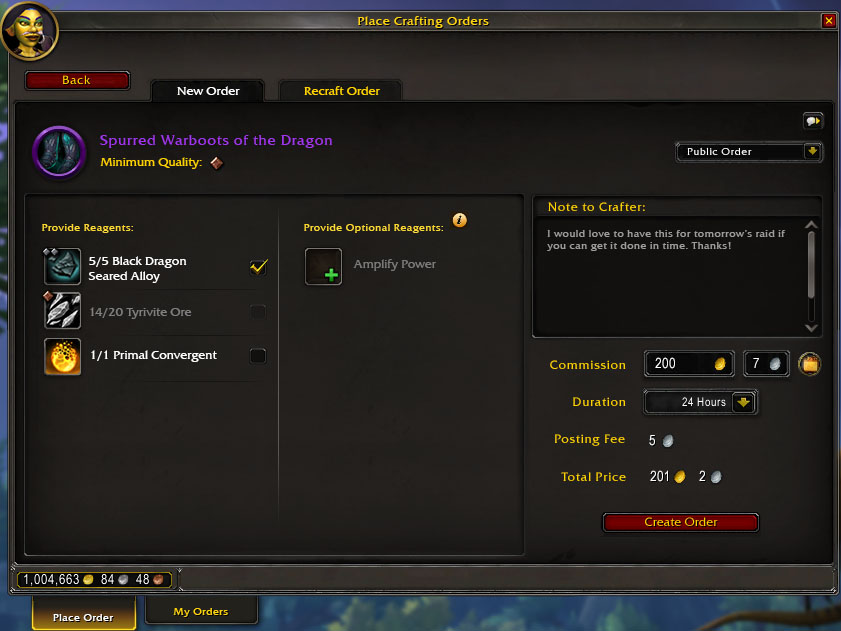 Place Crafting Orders
Back
New Order
Recraft Order
Spurred Warboots of the Dragon
Minimum Quality:
Public Order
Provide Reagents:
5/5 Black Dragon
Seared Alloy
14/20 Tyrivite Ore
1/1 Primal Convergent
Provide Optional Reagents:
i
Amplify Power
Note to Crafter:
I would love to have this for tomorrow's raid if
you can get it done in time. Thanks!
Commission 200 7
Duration 24 Hours
Posting Fee 5
Total Price 201 2
Create Order
1,004,663 84 48
Place Order
My Orders